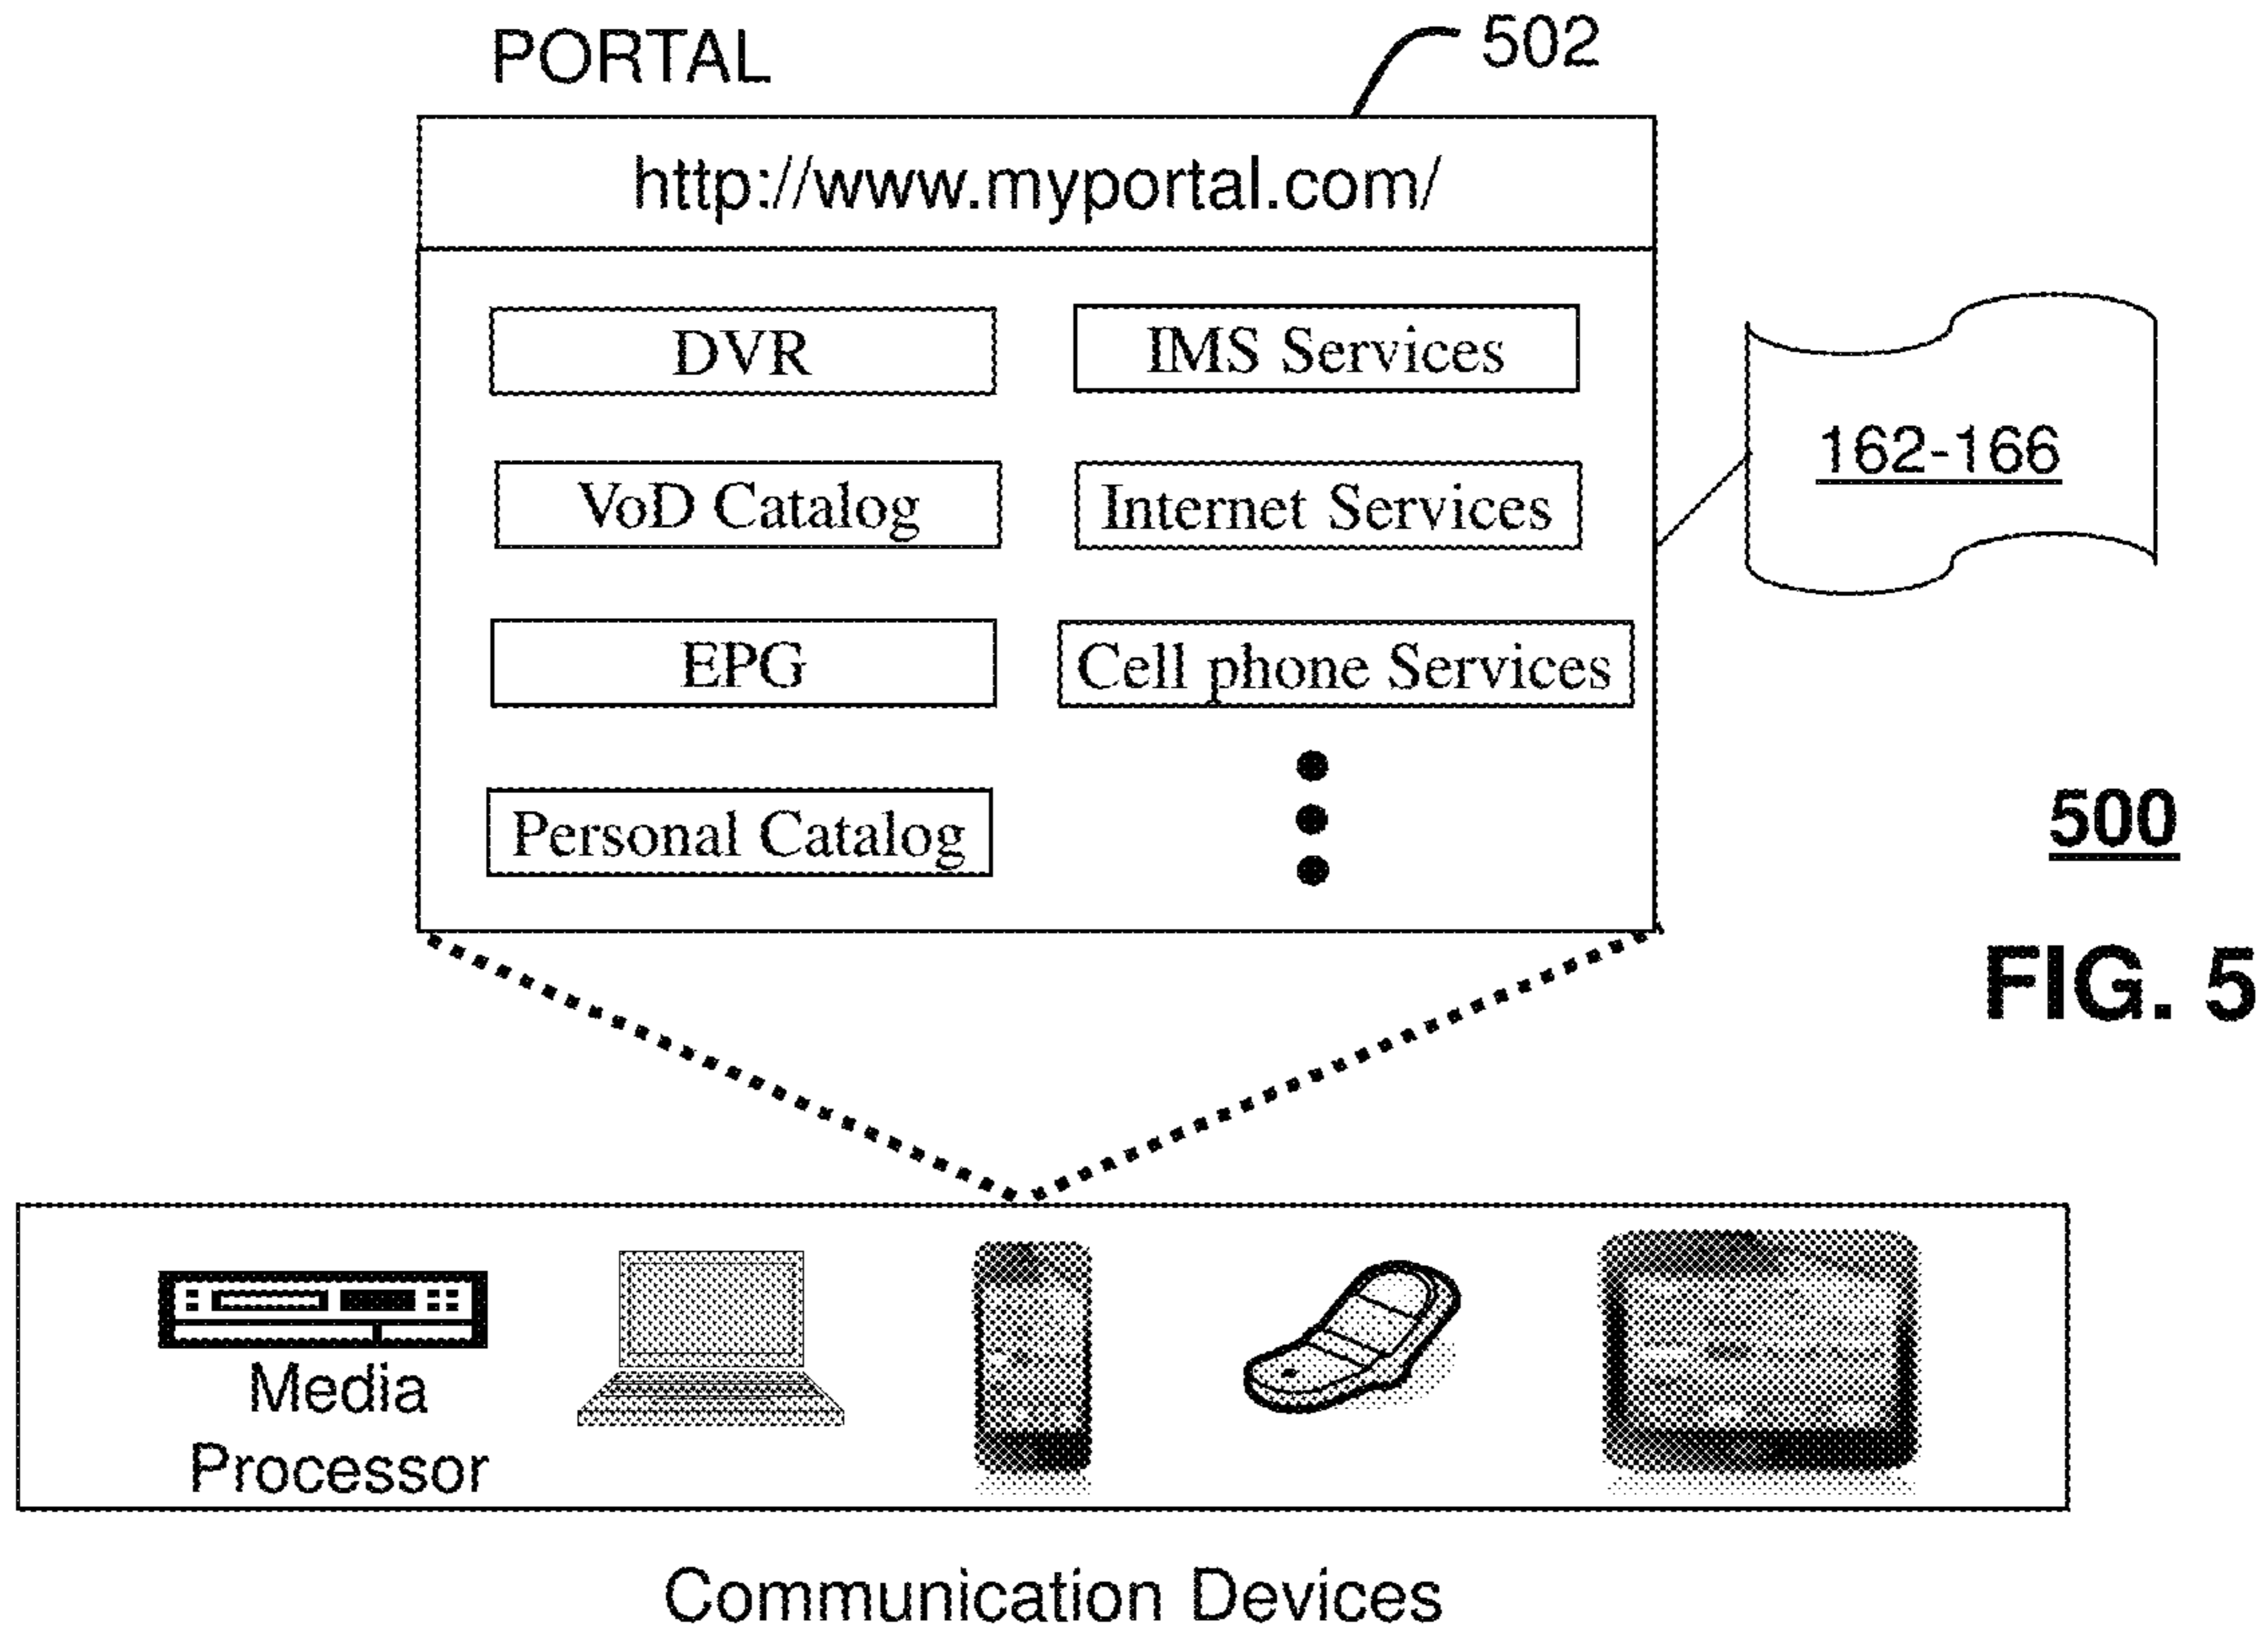 PORTAL
502
http://www.myportal.com/
DVR
IMS Services
VoD Catalog
Internet Services
162-166
EPG
Cell phone Services
Personal Catalog
500
FIG. 5
Media
Processor
Communication Devices